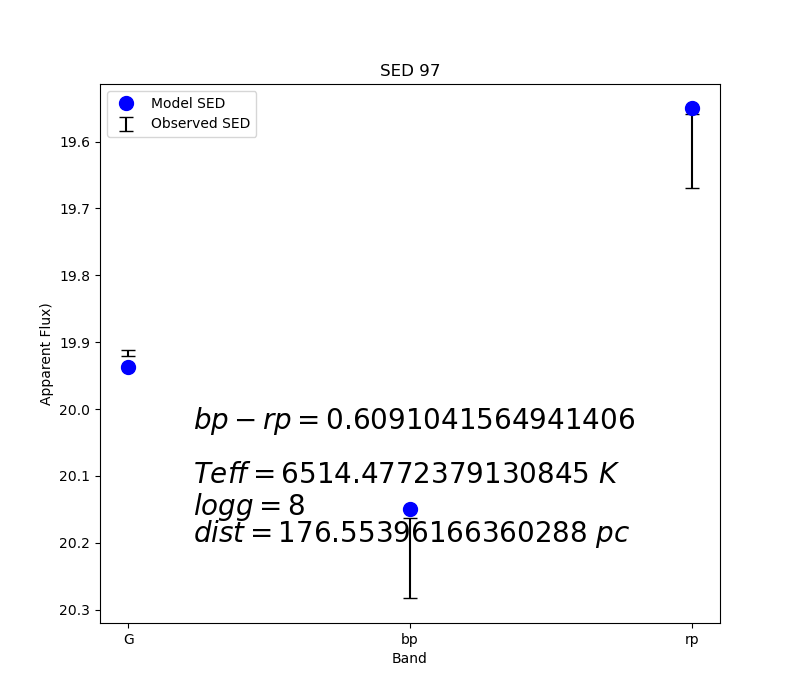 SED 97
Model SED
Observed SED
19.6
19.7
19.8
19.9
20.0
20.1
20.2
20.3
Apparent Flux)
bp − rp = 0.6091041564941406
Teff = 6514.4772379130845 K
logg = 8
dist = 176.55396166360288 pc
G
bp
rp
Band